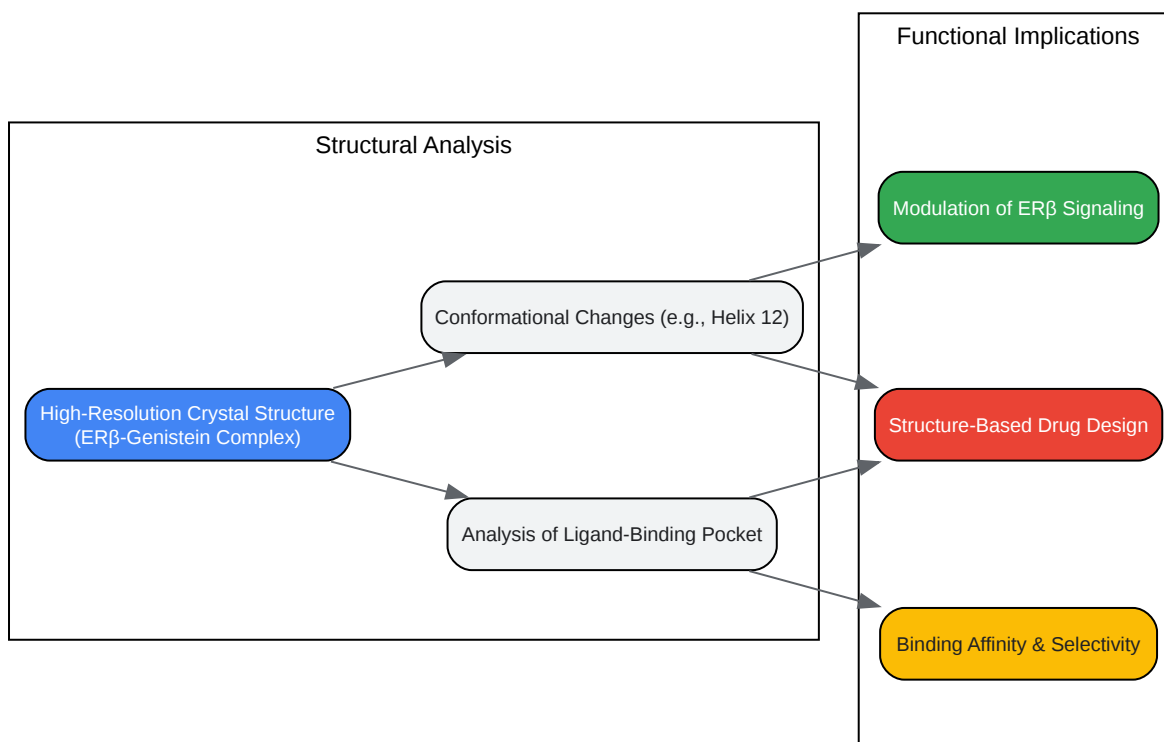 Functional Implications
Structural Analysis
Modulation of ERβ Signaling
Conformational Changes (e.g., Helix 12)
High-Resolution Crystal Structure
(ERβ-Genistein Complex)
Structure-Based Drug Design
Analysis of Ligand-Binding Pocket
Binding Affinity & Selectivity